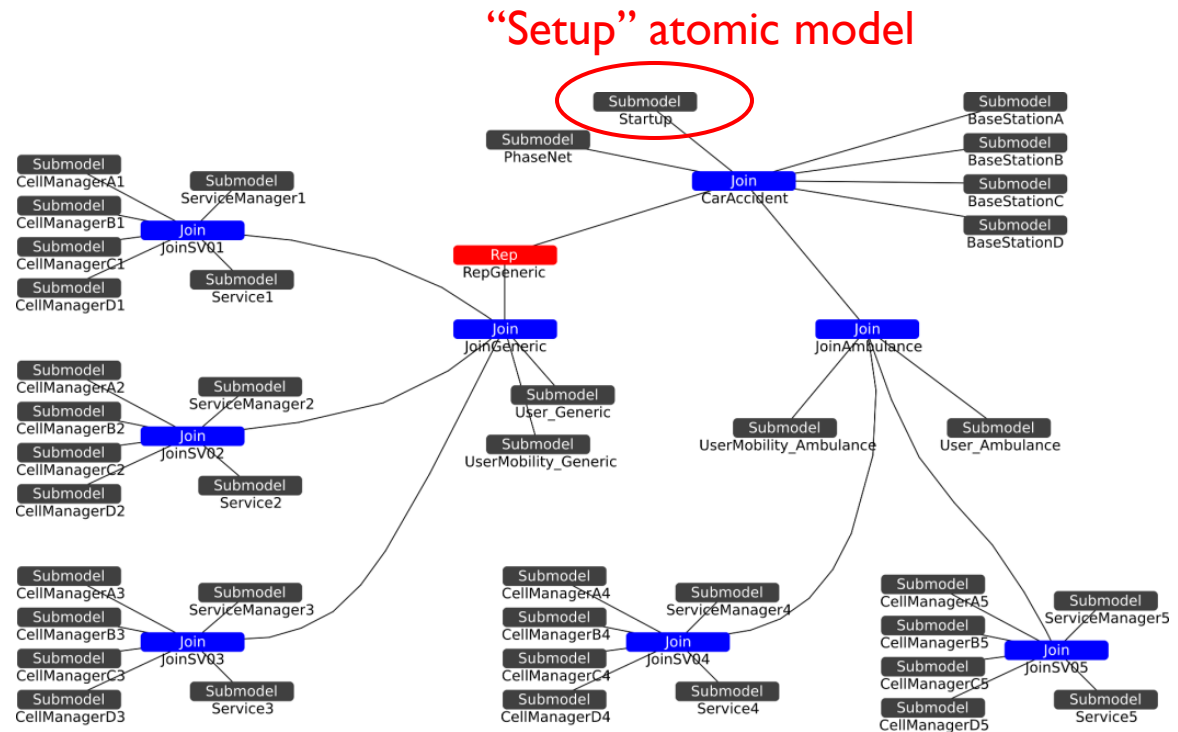 “Setup” atomic model
Submodel
Startup
Submodel
BaseStationA
Submodel
PhaseNet
Submodel
BaseStationB
Join
CarAccident
Submodel
BaseStationC
Submodel
BaseStationD
Submodel
CellManagerA1
Submodel
ServiceManager1
Submodel
CellManagerB1
Join
JoinSV01
Submodel
CellManagerC1
Submodel
Service1
Submodel
CellManagerD1
Rep
RepGeneric
Join
JoinGeneric
Join
JoinAmbulance
Submodel
User_Generic
Submodel
UserMobility_Generic
Submodel
UserMobility_Ambulance
Submodel
User_Ambulance
Submodel
CellManagerA2
Submodel
ServiceManager2
Submodel
CellManagerB2
Join
JoinSV02
Submodel
CellManagerC2
Submodel
Service2
Submodel
CellManagerD2
Submodel
CellManagerA3
Submodel
ServiceManager3
Submodel
CellManagerB3
Join
JoinSV03
Submodel
CellManagerC3
Submodel
Service3
Submodel
CellManagerD3
Submodel
CellManagerA4
Submodel
ServiceManager4
Submodel
CellManagerB4
Join
JoinSV04
Submodel
CellManagerC4
Submodel
Service4
Submodel
CellManagerD4
Submodel
CellManagerA5
Submodel
ServiceManager5
Submodel
CellManagerB5
Join
JoinSV05
Submodel
CellManagerC5
Submodel
Service5
Submodel
CellManagerD5